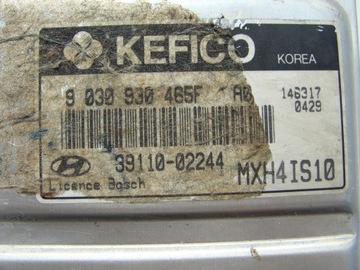 KEFICO KOREA
9 030 930 465F A0 146317
0429
39110-02244
MXH4IS10
Licence Bosch